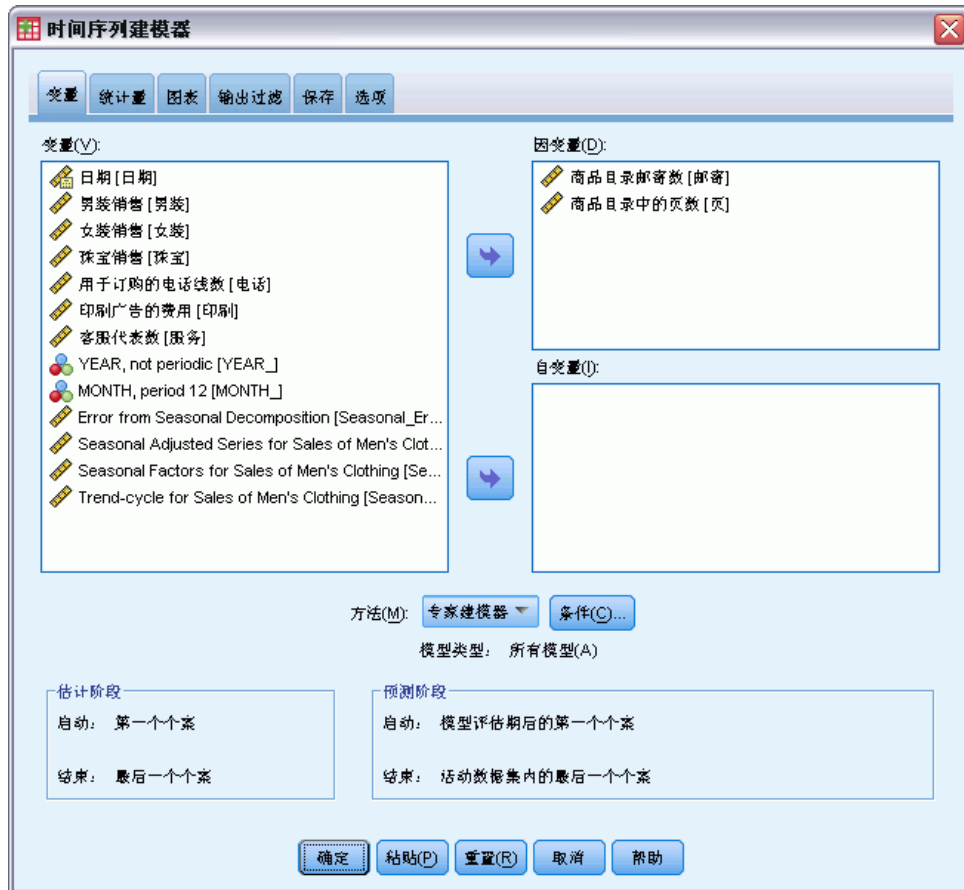 时间序列建模器
变量 统计量 图表 输出过滤 保存 选项
变量(V):
日期 [日期]
男装销售 [男装]
女装销售 [女装]
珠宝销售 [珠宝]
用于订购的电话线数 [电话]
印刷广告的费用 [印刷]
客服代表数 [服务]
YEAR, not periodic [YEAR_]
MONTH, period 12 [MONTH_]
Error from Seasonal Decomposition [Seasonal_Er...
Seasonal Adjusted Series for Sales of Men's Clot...
Seasonal Factors for Sales of Men's Clothing [Se...
Trend-cycle for Sales of Men's Clothing [Season...
因变量(D):
商品目录邮寄数 [邮寄]
商品目录中的页数 [页]
自变量(I):
方法(M): 专家建模器 条件(C)...
模型类型： 所有模型(A)
估计阶段
启动： 第一个个案
结束： 最后一个个案
预测阶段
启动： 模型评估期后的第一个个案
结束： 活动数据集内的最后一个个案
确定 粘贴(P) 重置(R) 取消 帮助